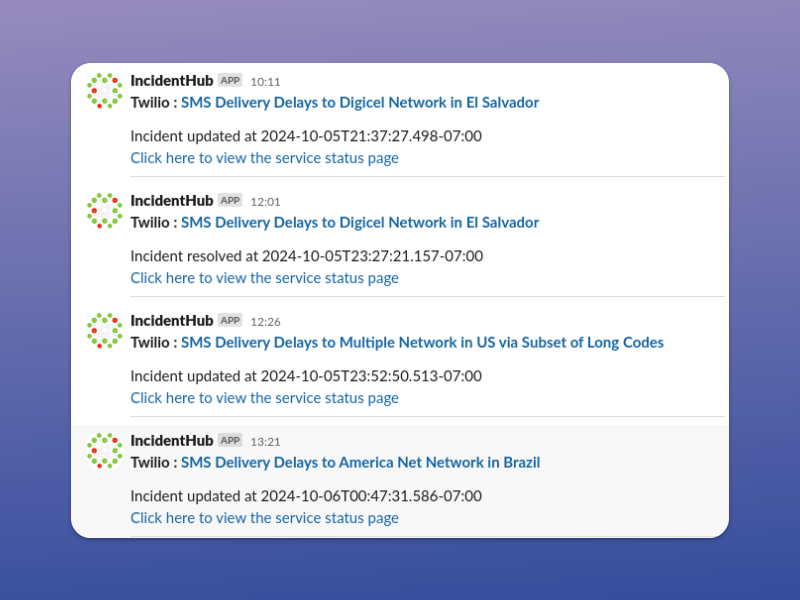 IncidentHub APP 10:11
Twilio : SMS Delivery Delays to Digicel Network in El Salvador
Incident updated at 2024-10-05T21:37:27.498-07:00
Click here to view the service status page
IncidentHub APP 12:01
Twilio : SMS Delivery Delays to Digicel Network in El Salvador
Incident resolved at 2024-10-05T23:27:21.157-07:00
Click here to view the service status page
IncidentHub APP 12:26
Twilio : SMS Delivery Delays to Multiple Network in US via Subset of Long Codes
Incident updated at 2024-10-05T23:52:50.513-07:00
Click here to view the service status page
IncidentHub APP 13:21
Twilio : SMS Delivery Delays to America Net Network in Brazil
Incident updated at 2024-10-06T00:47:31.586-07:00
Click here to view the service status page